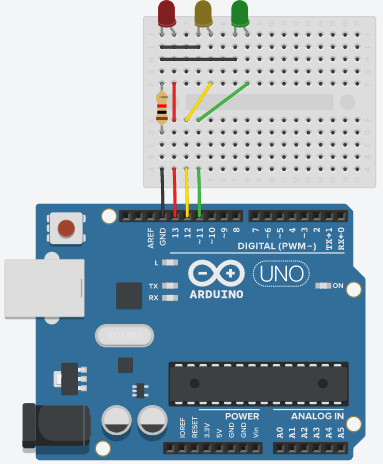 AREF
GND
13
12
~11
~10
~9
8
7
~6
~5
4
~3
2
TX→1
RX←0
DIGITAL (PWM~)
L
TX
RX
ARDUINO
UNO
ON
POWER
ANALOG IN
IOREF
RESET
3.3V
5V
GND
GND
Vin
A0
A1
A2
A3
A4
A5